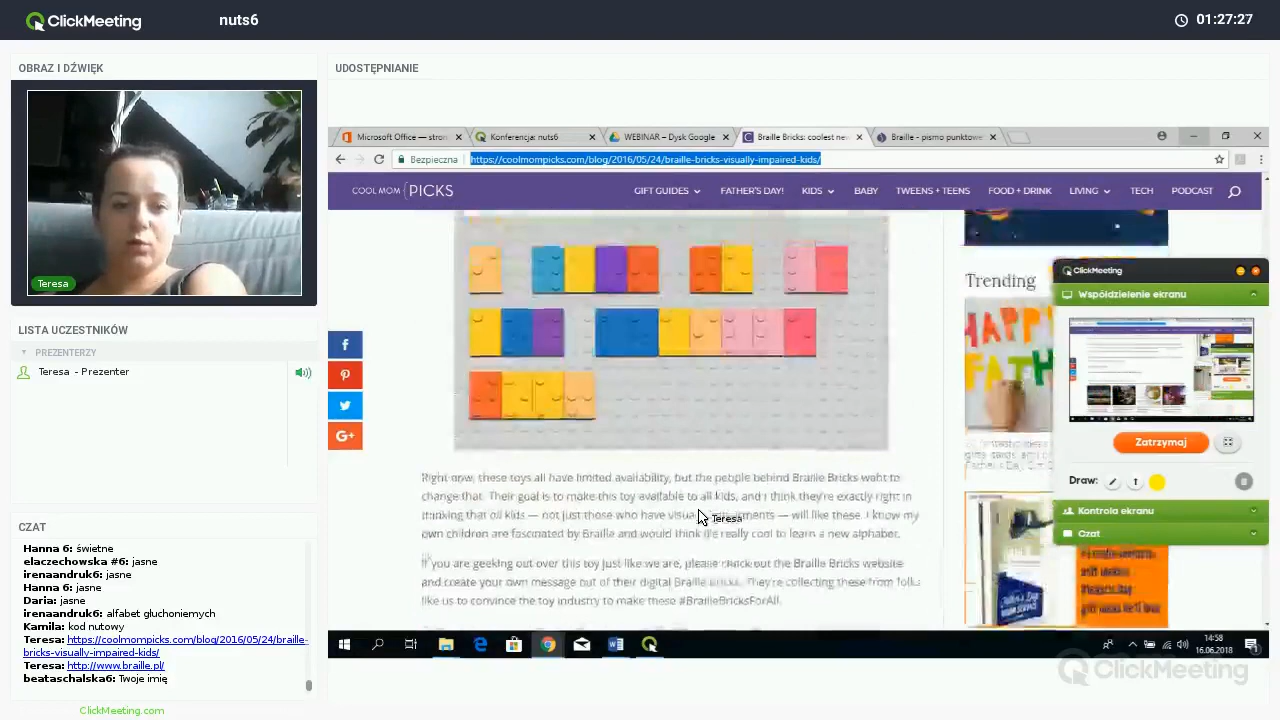 ClickMeeting
nuts6
01:27:27
OBRAZ I DŹWIĘK
Teresa
LISTA UCZESTNIKÓW
PREZENTERZY
Teresa - Prezenter
CZAT
Hanna 6: świetne
elaczechowska #6: jasne
irenaandruk6: jasne
Hanna 6: jasne
Daria: jasne
irenaandruk6: alfabet głuchoniemych
Kamila: kod nutowy
Teresa: https://coolmompicks.com/blog/2016/05/24/braille-
bricks-visually-impaired-kids/
Teresa: http://www.braille.pl/
beataschalska6: Twoje imię
ClickMeeting.com
UDOSTĘPNIANIE
Microsoft Office — stron
Konferencja: nuts6
WEBINAR – Dysk Google
Braille Bricks: coolest ne
Braille - pismo punktowe
Bezpieczna
https://coolmompicks.com/blog/2016/05/24/braille-bricks-visually-impaired-kids/
COOL MOM PICKS
GIFT GUIDES
FATHER'S DAY!
KIDS
BABY
TWEENS + TEENS
FOOD + DRINK
LIVING
TECH
PODCAST
Right now, these toys all have limited availability, but the people behind Braille Bricks want to
change that. Their goal is to make this toy available to all kids, and I think they're exactly right in
thinking that all kids — not just those who have visual — will like these. I know my
own children are fascinated by Braille and would think it's really cool to learn a new alphabet.
Teresa
If you are geeking out over this toy just like we are, please check out the Braille Bricks website
and create your own message out of their digital Braille bricks. They're collecting these from folks
like us to convince the toy industry to make these #BrailleBricksForAll.
Trending
HAPPY
ClickMeeting
Współdzielenie ekranu
Zatrzymaj
Draw:
Kontrola ekranu
Czat
14:58
16.06.2018
ClickMeeting